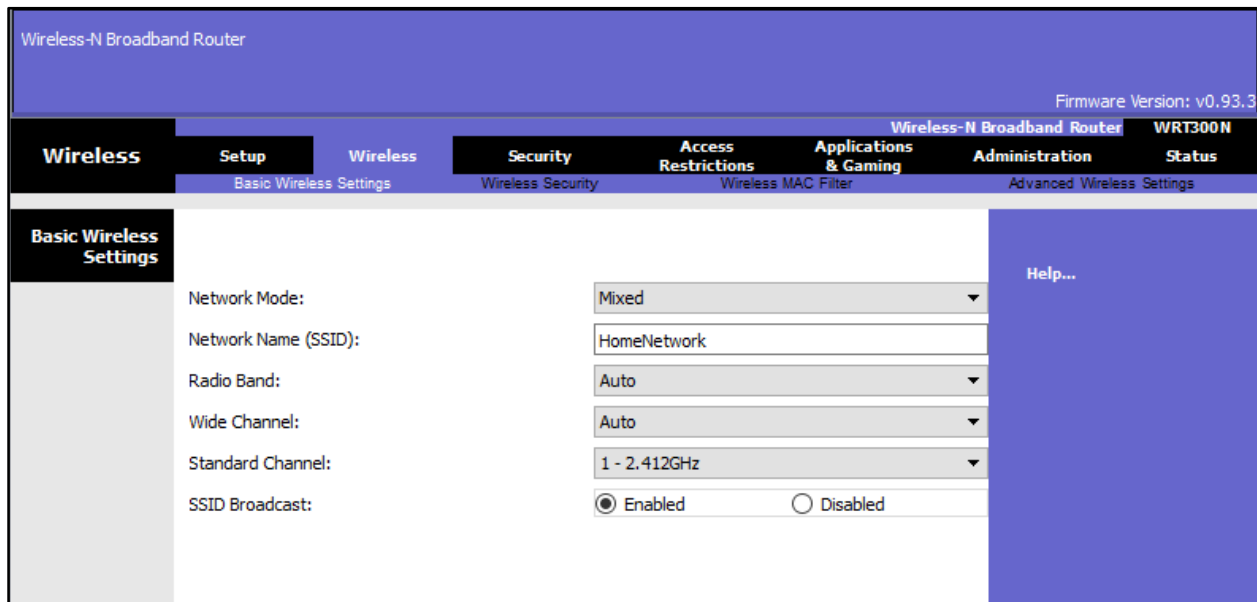 Wireless-N Broadband Router
Firmware Version: v0.93.3
Wireless-N Broadband Router WRT300N
Wireless Setup Wireless Security Access Restrictions Applications & Gaming Administration Status
Basic Wireless Settings Wireless Security Wireless MAC Filter Advanced Wireless Settings
Basic Wireless
Settings
Help...
Network Mode: Mixed
Network Name (SSID): HomeNetwork
Radio Band: Auto
Wide Channel: Auto
Standard Channel: 1 - 2.412GHz
SSID Broadcast: Enabled Disabled